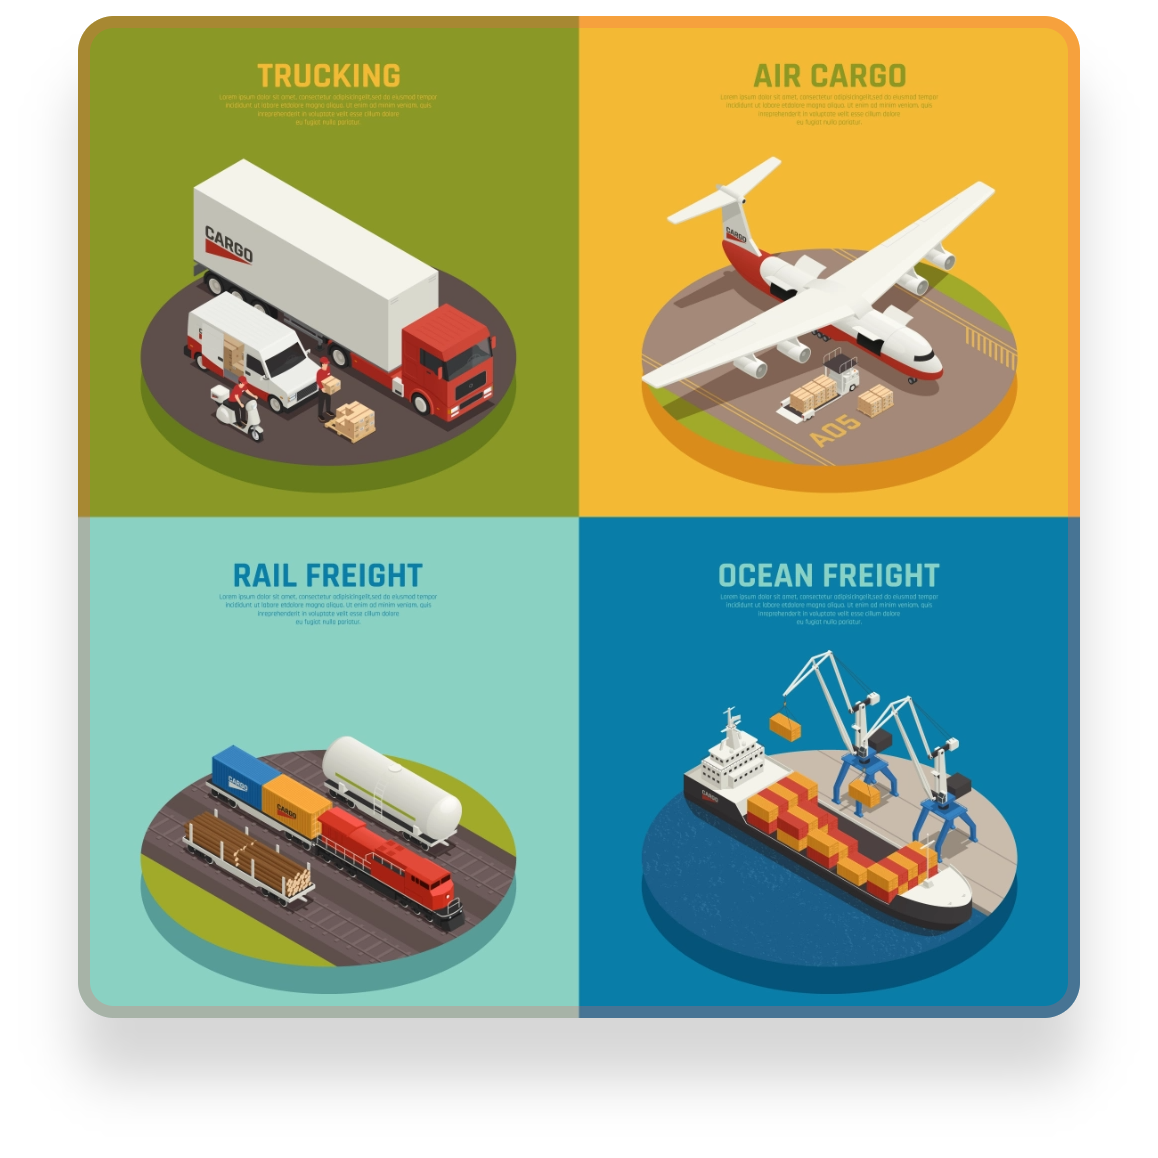 TRUCKING
Lorem ipsum dolor sit amet, consectetur adipisicingelit,sed do eiusmod tempor
incididunt ut labore etdolore magna aliqua. Ut enim ad minim veniam, quis
irreprehenderit in voluptate velit esse cillum dolore
eu fugiat nulla pariatur.
CARGO
AIR CARGO
Lorem ipsum dolor sit amet, consectetur adipisicingelit,sed do eiusmod tempor
incididunt ut labore etdolore magna aliqua. Ut enim ad minim veniam, quis
irreprehenderit in voluptate velit esse cillum dolore
eu fugiat nulla pariatur.
CARGO
A05
RAIL FREIGHT
Lorem ipsum dolor sit amet, consectetur adipisicingelit,sed do eiusmod tempor
incididunt ut labore etdolore magna aliqua. Ut enim ad minim veniam, quis
irreprehenderit in voluptate velit esse cillum dolore
eu fugiat nulla pariatur.
CARGO
CARGO
OCEAN FREIGHT
Lorem ipsum dolor sit amet, consectetur adipisicingelit,sed do eiusmod tempor
incididunt ut labore etdolore magna aliqua. Ut enim ad minim veniam, quis
irreprehenderit in voluptate velit esse cillum dolore
eu fugiat nulla pariatur.
CARGO